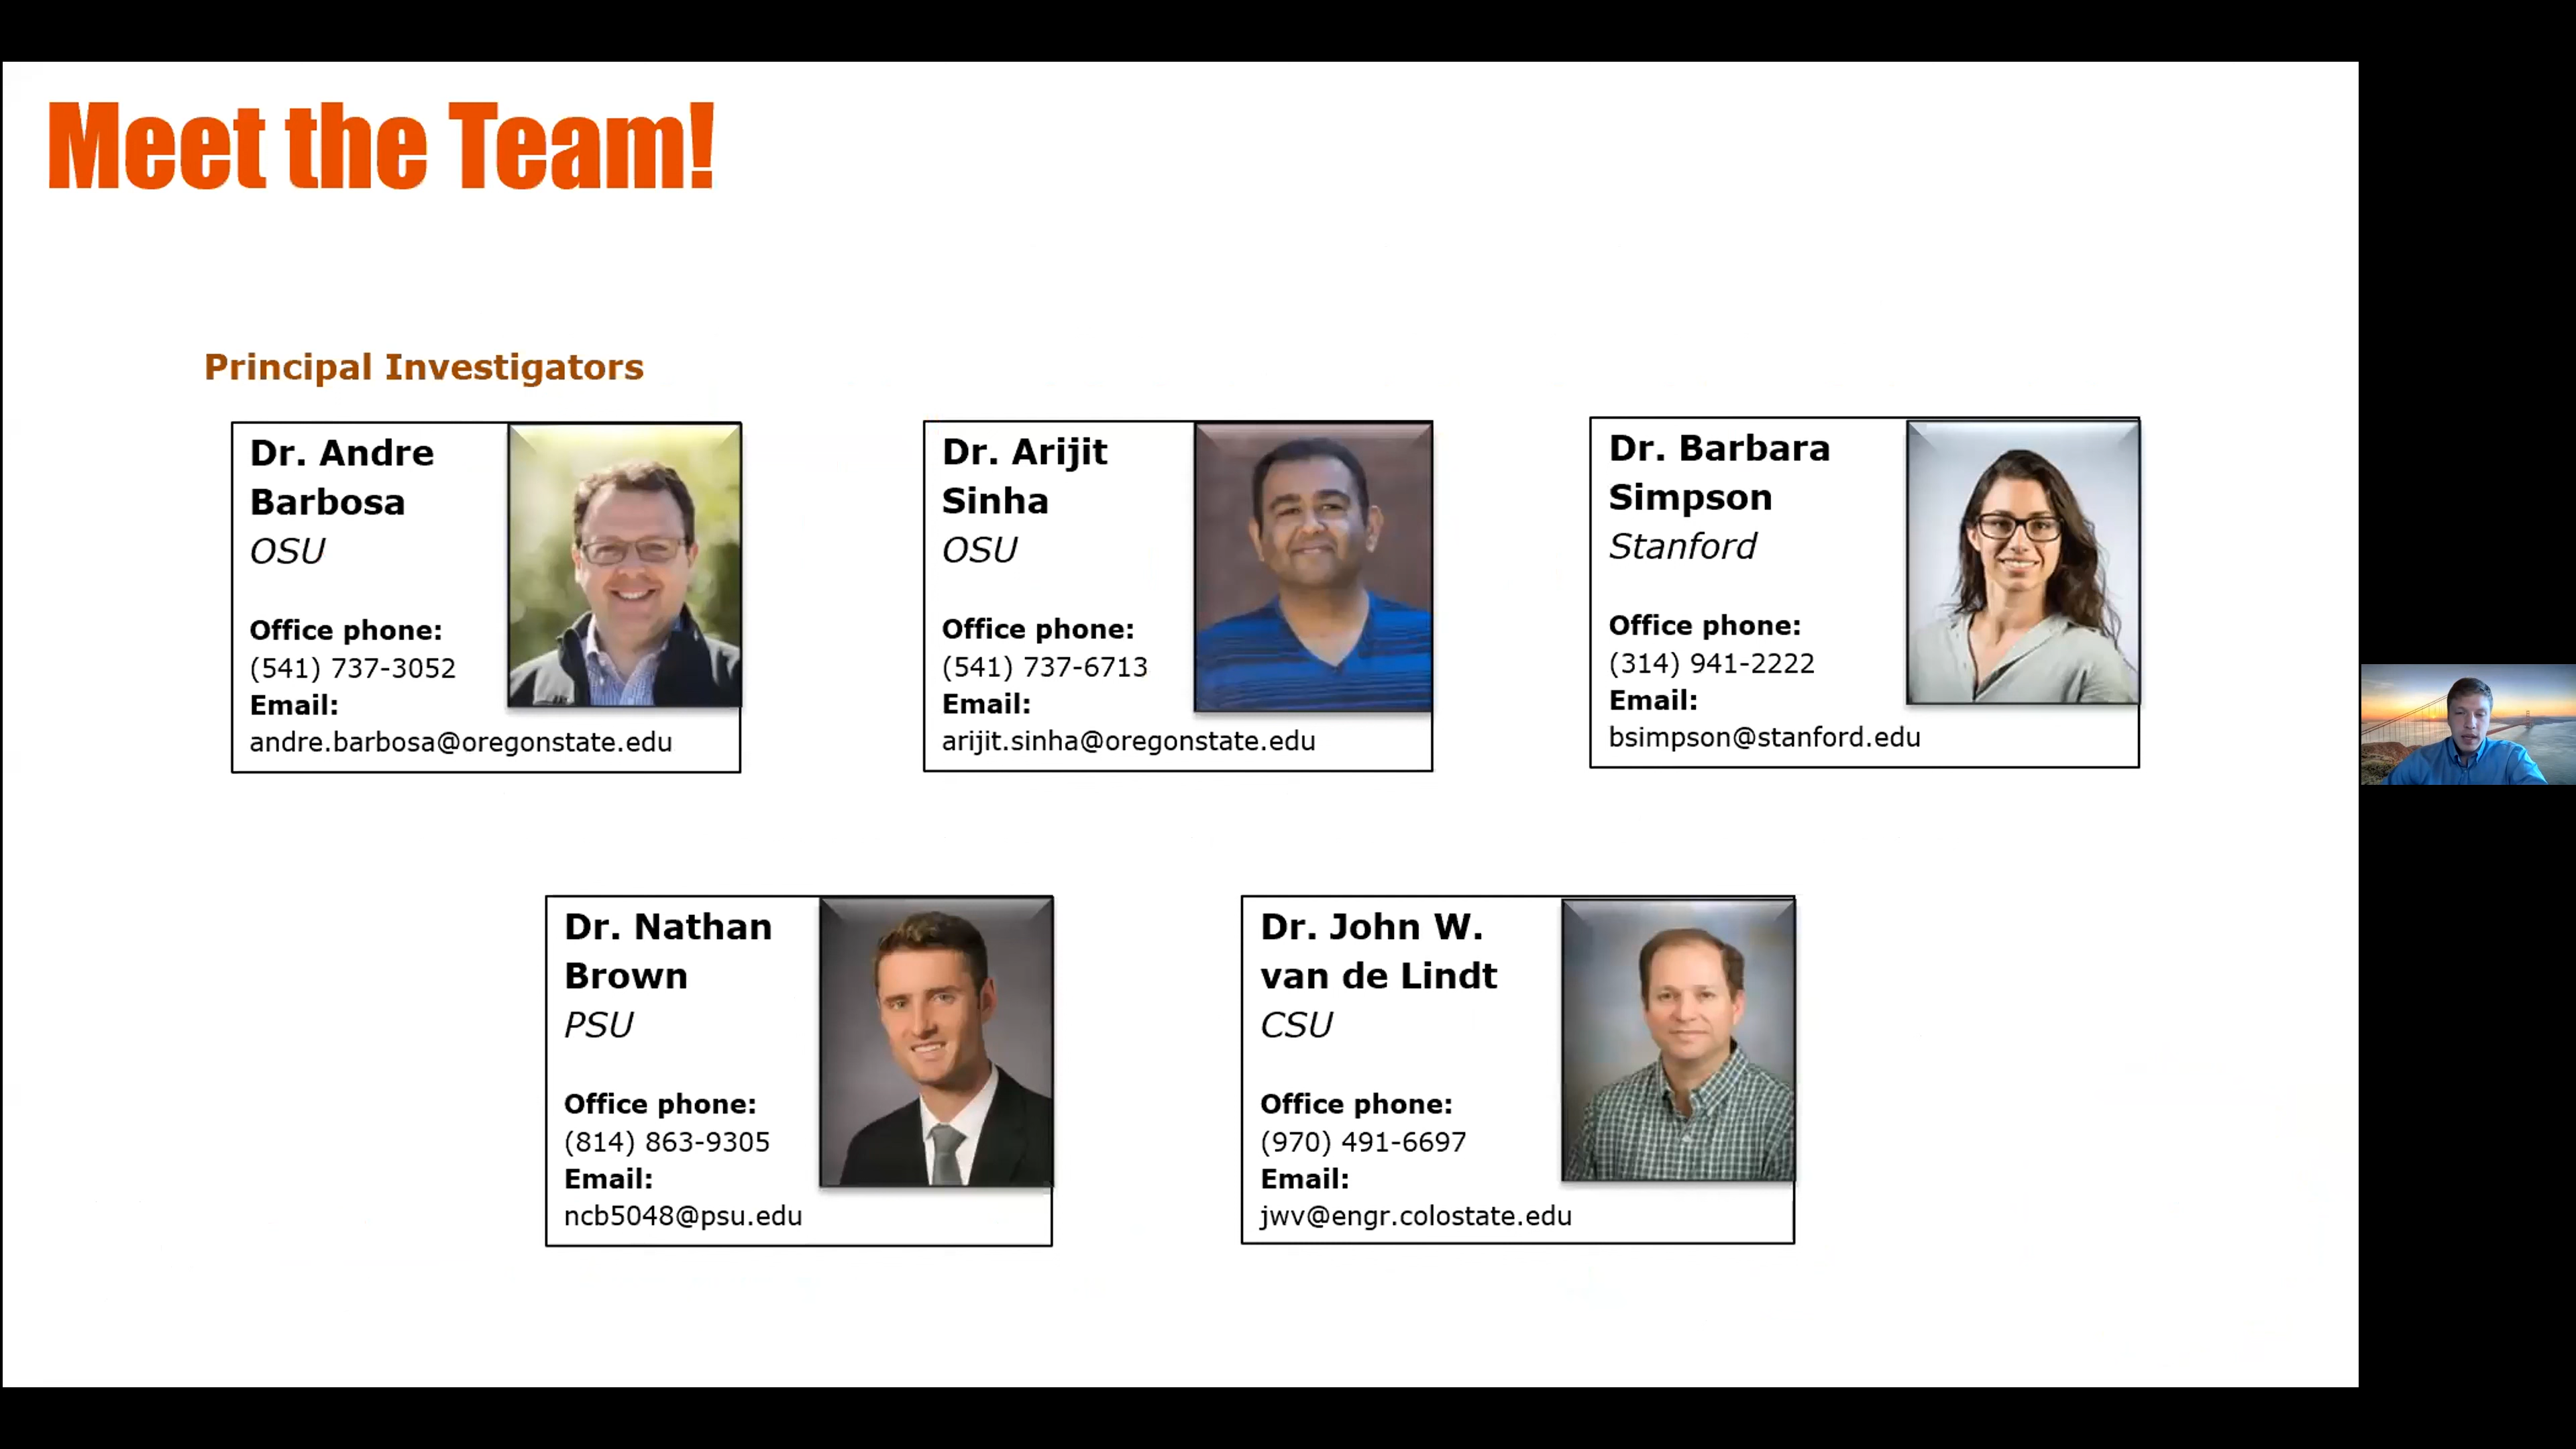 Meet the Team!
Principal Investigators
Dr. Andre
Barbosa
OSU
Office phone:
(541) 737-3052
Email:
andre.barbosa@oregonstate.edu
Dr. Arijit
Sinha
OSU
Office phone:
(541) 737-6713
Email:
arijit.sinha@oregonstate.edu
Dr. Barbara
Simpson
Stanford
Office phone:
(314) 941-2222
Email:
bsimpson@stanford.edu
Dr. Nathan
Brown
PSU
Office phone:
(814) 863-9305
Email:
ncb5048@psu.edu
Dr. John W.
van de Lindt
CSU
Office phone:
(970) 491-6697
Email:
jwv@engr.colostate.edu